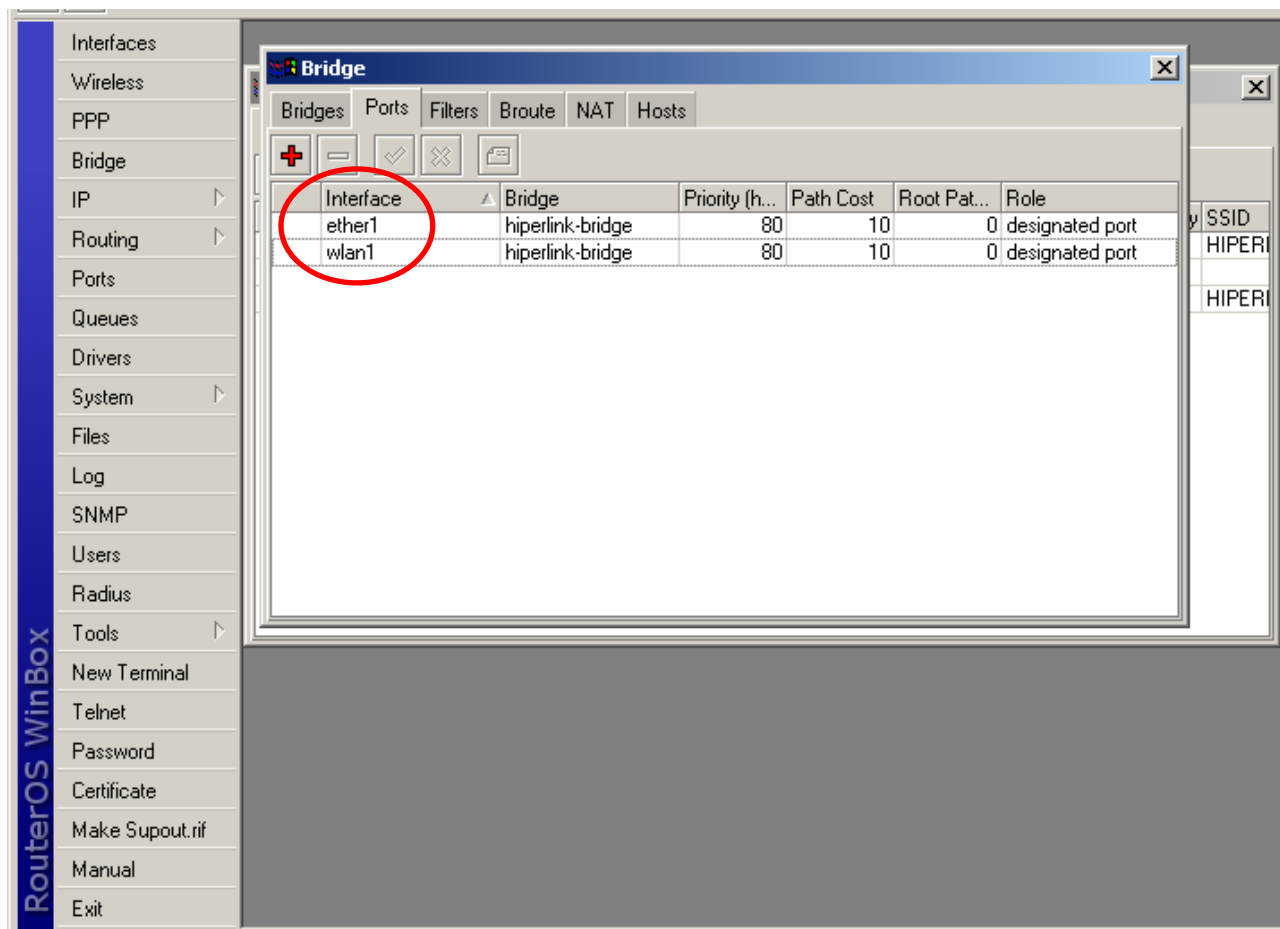 Interfaces
Wireless
PPP
Bridge
IP
Routing
Ports
Queues
Drivers
System
Files
Log
SNMP
Users
Radius
Tools
New Terminal
Telnet
Password
Certificate
Make Supout.rif
Manual
Exit
RouterOS WinBox
Bridge
Bridges Ports Filters Broute NAT Hosts
Interface Bridge Priority (h... Path Cost Root Pat... Role
ether1 hiperlink-bridge 80 10 0 designated port
wlan1 hiperlink-bridge 80 10 0 designated port
y SSID
HIPERI
HIPERI